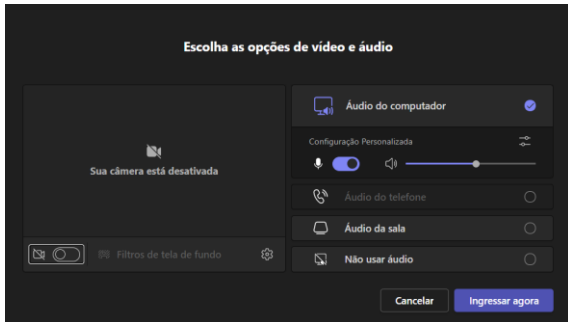 Escolha as opções de vídeo e áudio
Sua câmera está desativada
Filtros de tela de fundo
Áudio do computador
Configuração Personalizada
Áudio do telefone
Áudio da sala
Não usar áudio
Cancelar
Ingressar agora